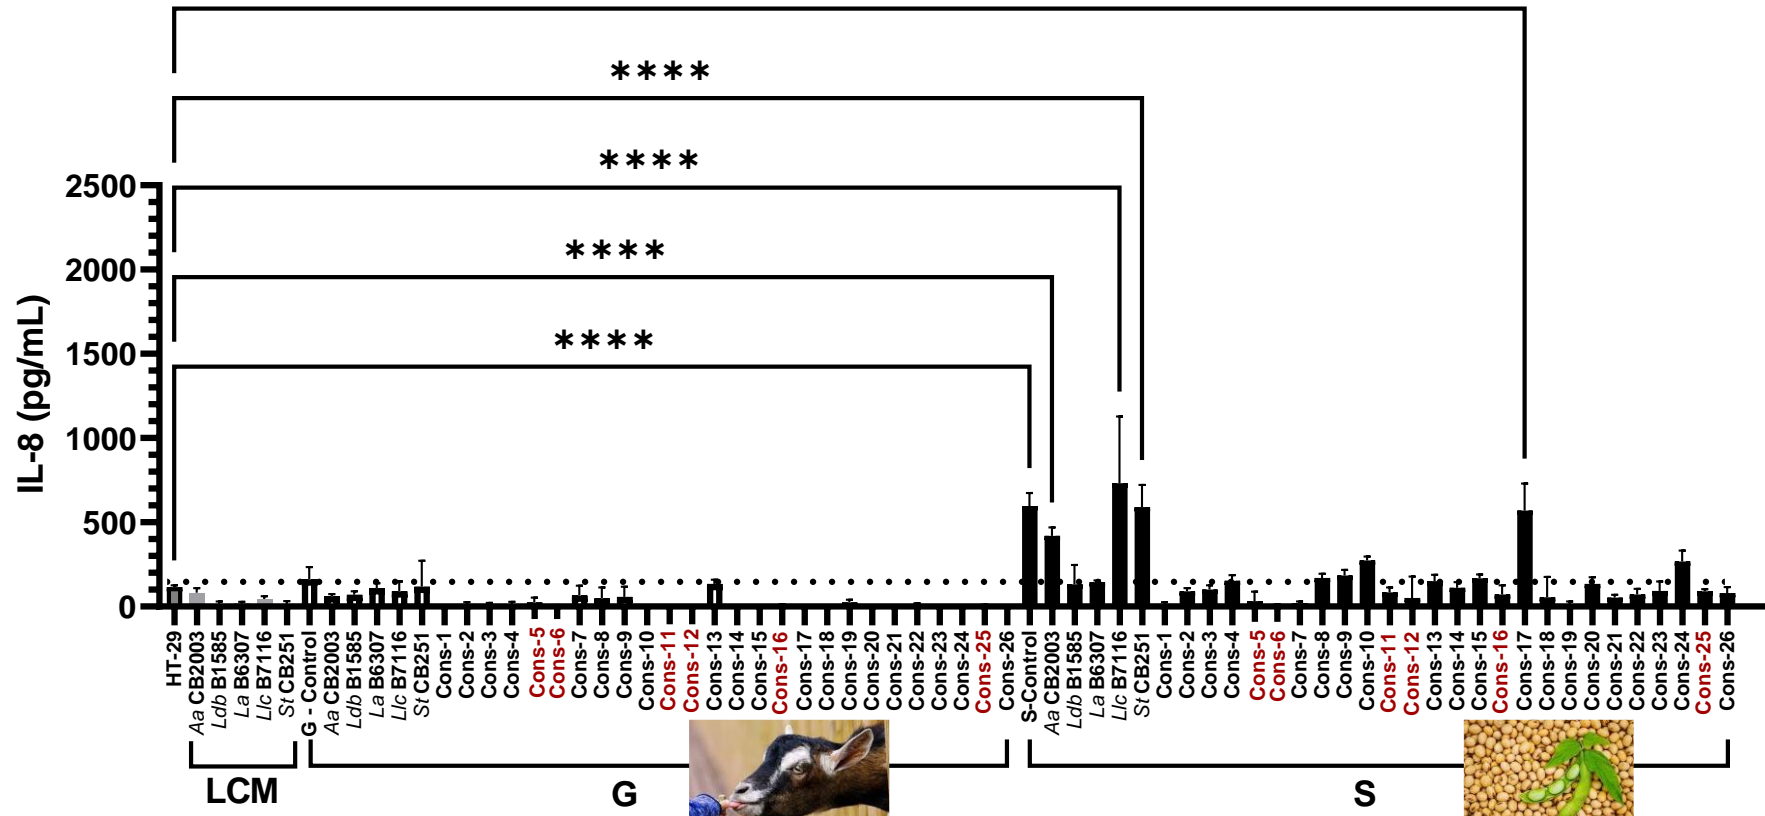 ****
****
****
****
2500
2000
1500
1000
500
0
IL-8 (pg/mL)
HT-29
Aa CB2003
Ldb B1585
La B6307
Llc B7116
St CB251
G - Control
Aa CB2003
Ldb B1585
La B6307
Llc B7116
St CB251
Cons-1
Cons-2
Cons-3
Cons-4
Cons-5
Cons-6
Cons-7
Cons-8
Cons-9
Cons-10
Cons-11
Cons-12
Cons-13
Cons-14
Cons-15
Cons-16
Cons-17
Cons-18
Cons-19
Cons-20
Cons-21
Cons-22
Cons-23
Cons-24
Cons-25
Cons-26
S-Control
Aa CB2003
Ldb B1585
La B6307
Llc B7116
St CB251
Cons-1
Cons-2
Cons-3
Cons-4
Cons-5
Cons-6
Cons-7
Cons-8
Cons-9
Cons-10
Cons-11
Cons-12
Cons-13
Cons-14
Cons-15
Cons-16
Cons-17
Cons-18
Cons-19
Cons-20
Cons-21
Cons-22
Cons-23
Cons-24
Cons-25
Cons-26
LCM
G
S